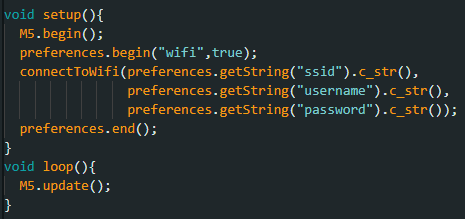 void setup(){
  M5.begin();
  preferences.begin("wifi",true);
  connectToWifi(preferences.getString("ssid").c_str(),
                preferences.getString("username").c_str(),
                preferences.getString("password").c_str());
  preferences.end();
}
void loop(){
  M5.update();
}